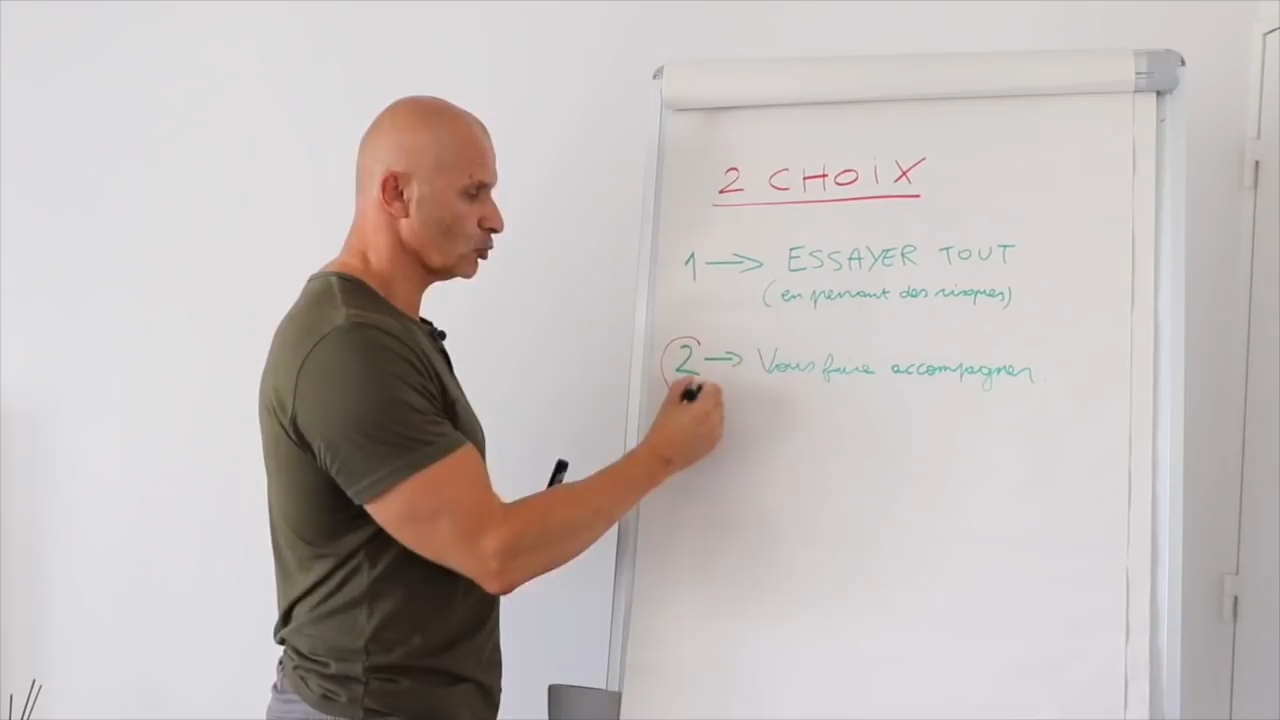 2 CHOiX
1 → ESSAYER TOUT
(en prenant des risques)
2 → Vous faire accompagner.